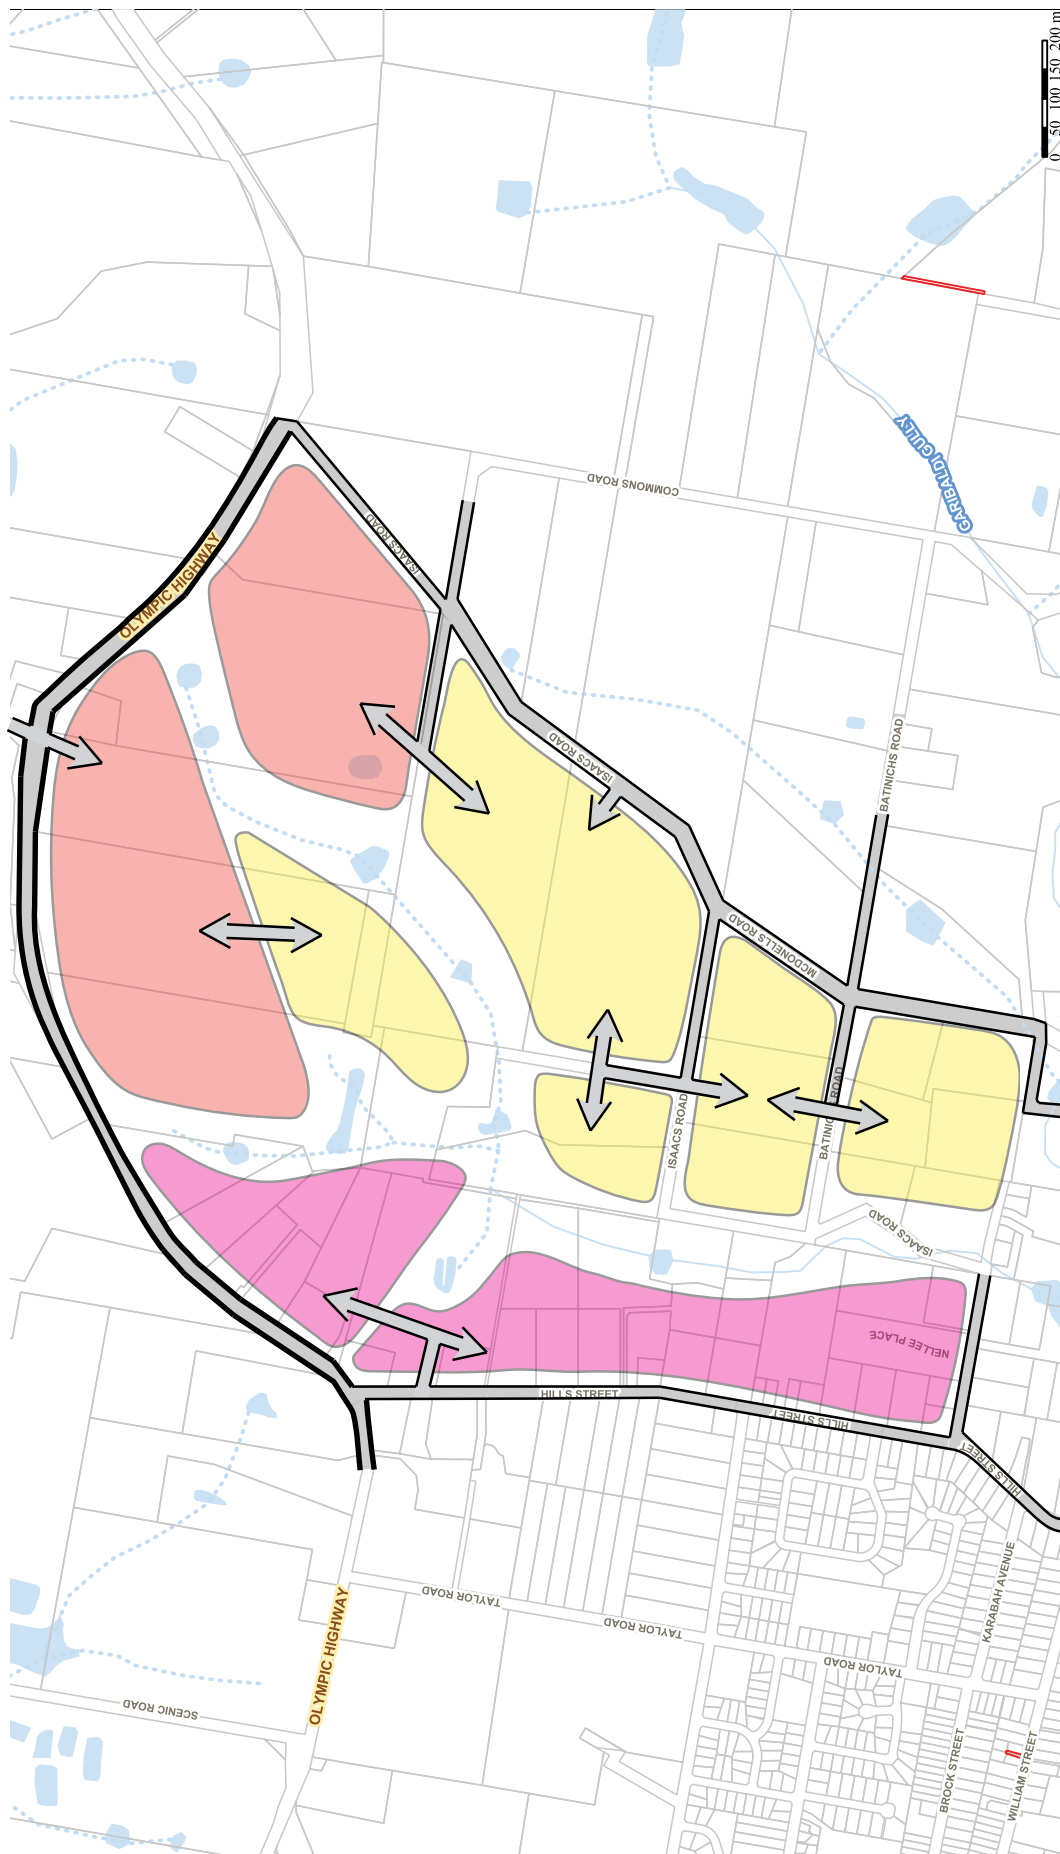 0 50 100 150 200 m
GARIBALDI GULLY
COMMONS ROAD
ISAACS ROAD
OLYMPIC HIGHWAY
ISAACS ROAD
BATINICHS ROAD
MCDONELLS ROAD
ISAACS ROAD
BATINIC ROAD
ISAACS ROAD
NELLEE PLACE
HILLS STREET
HILLS STREET
HILLS STREET
KARABAH AVENUE
TAYLOR ROAD
TAYLOR ROAD
TAYLOR ROAD
OLYMPIC HIGHWAY
SCENIC ROAD
BROCK STREET
WILLIAM STREET